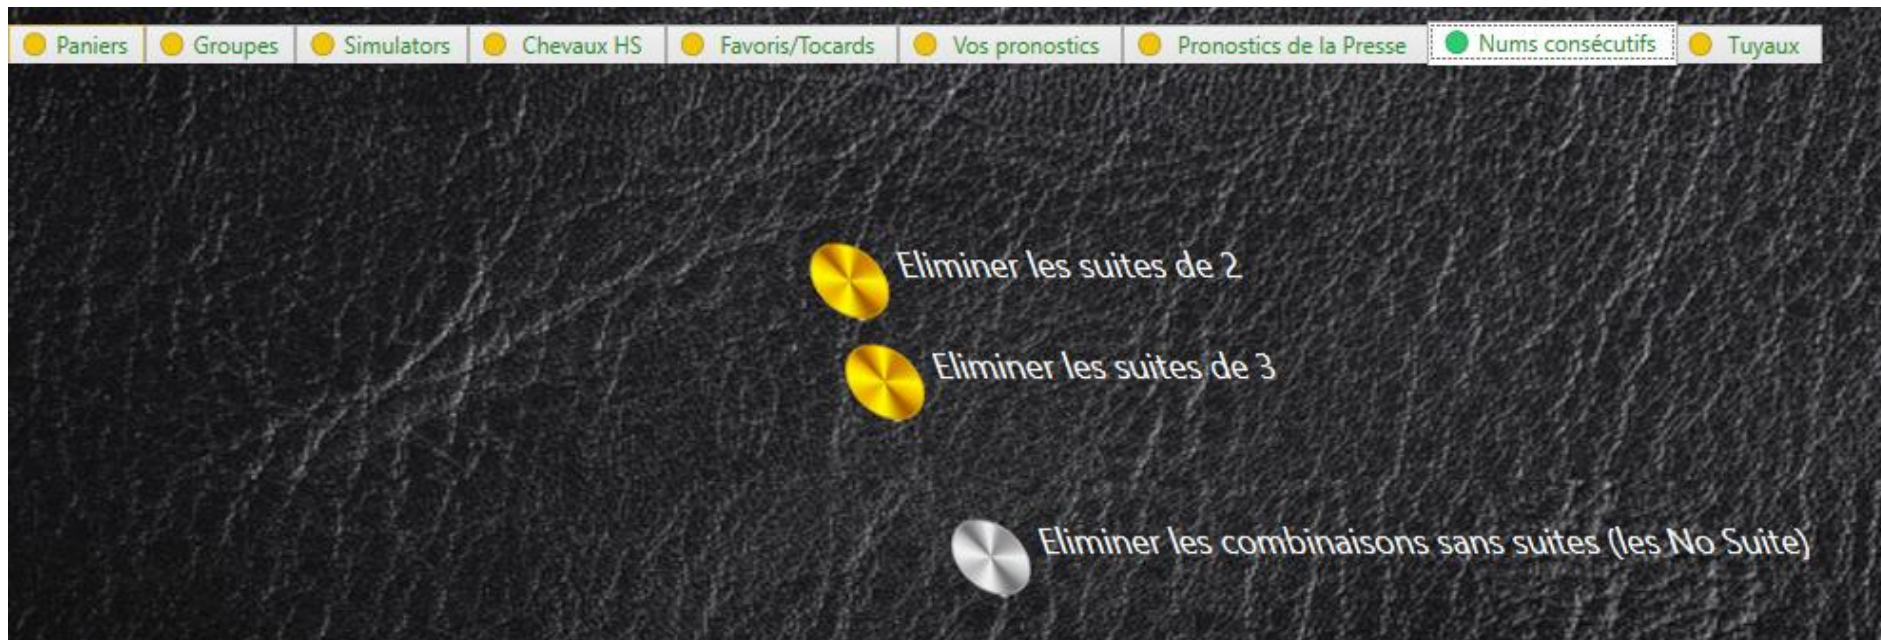 Paniers Groupes Simulators Chevaux HS Favoris/Tocards Vos pronostics Pronostics de la Presse Nums consécutifs Tuyaux
Eliminer les suites de 2
Eliminer les suites de 3
Eliminer les combinaisons sans suites (les No Suite)